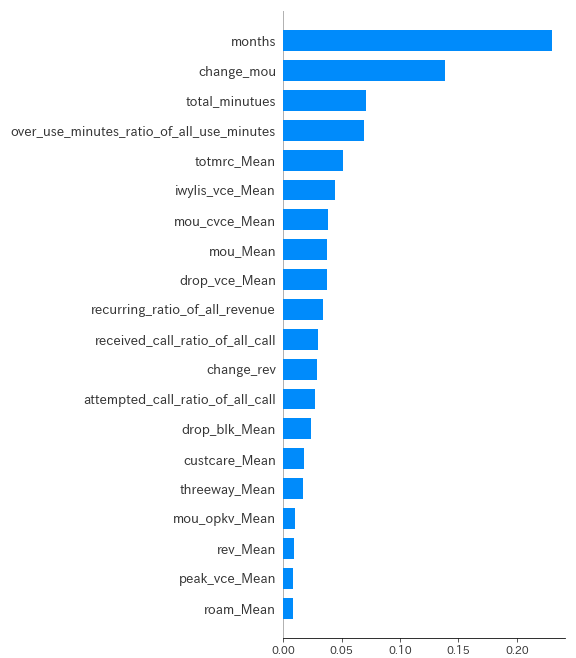 months
change_mou
total_minutues
over_use_minutes_ratio_of_all_use_minutes
totmrc_Mean
iwylis_vce_Mean
mou_cvce_Mean
mou_Mean
drop_vce_Mean
recurring_ratio_of_all_revenue
received_call_ratio_of_all_call
change_rev
attempted_call_ratio_of_all_call
drop_blk_Mean
custcare_Mean
threeway_Mean
mou_opkv_Mean
rev_Mean
peak_vce_Mean
roam_Mean
0.00 0.05 0.10 0.15 0.20